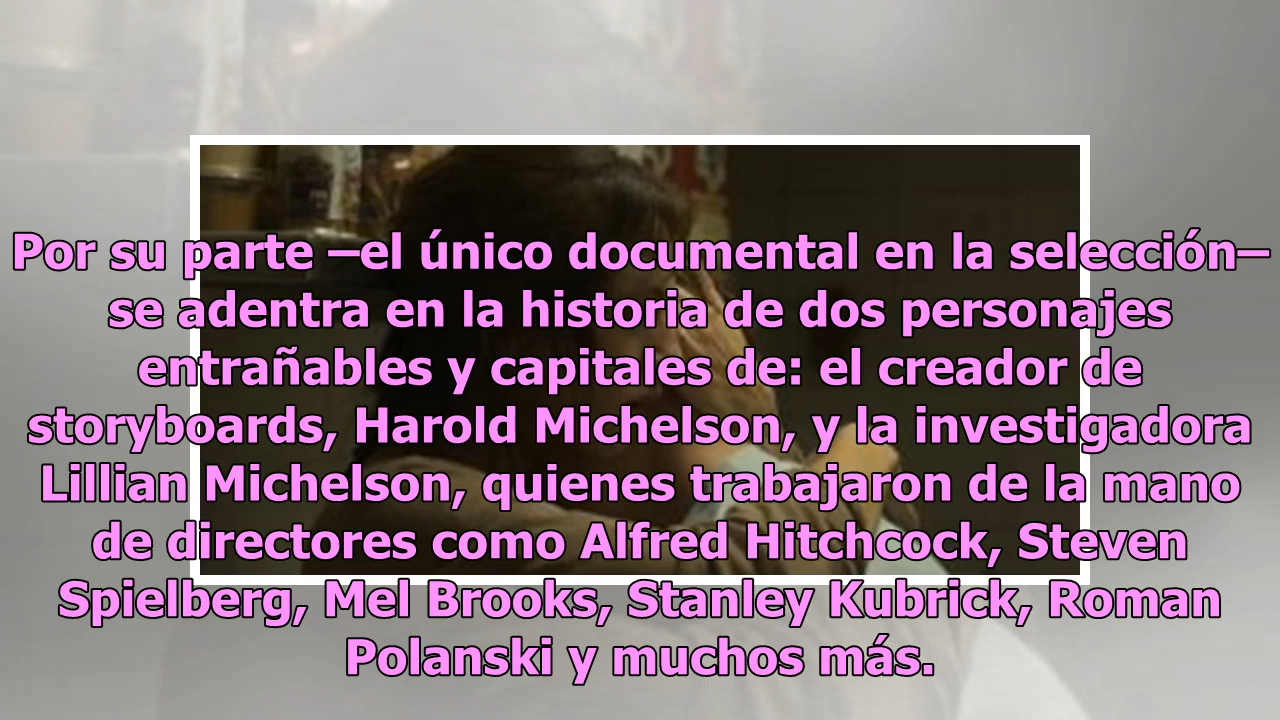 Por su parte –el único documental en la selección–
se adentra en la historia de dos personajes
entrañables y capitales de: el creador de
storyboards, Harold Michelson, y la investigadora
Lillian Michelson, quienes trabajaron de la mano
de directores como Alfred Hitchcock, Steven
Spielberg, Mel Brooks, Stanley Kubrick, Roman
Polanski y muchos más.